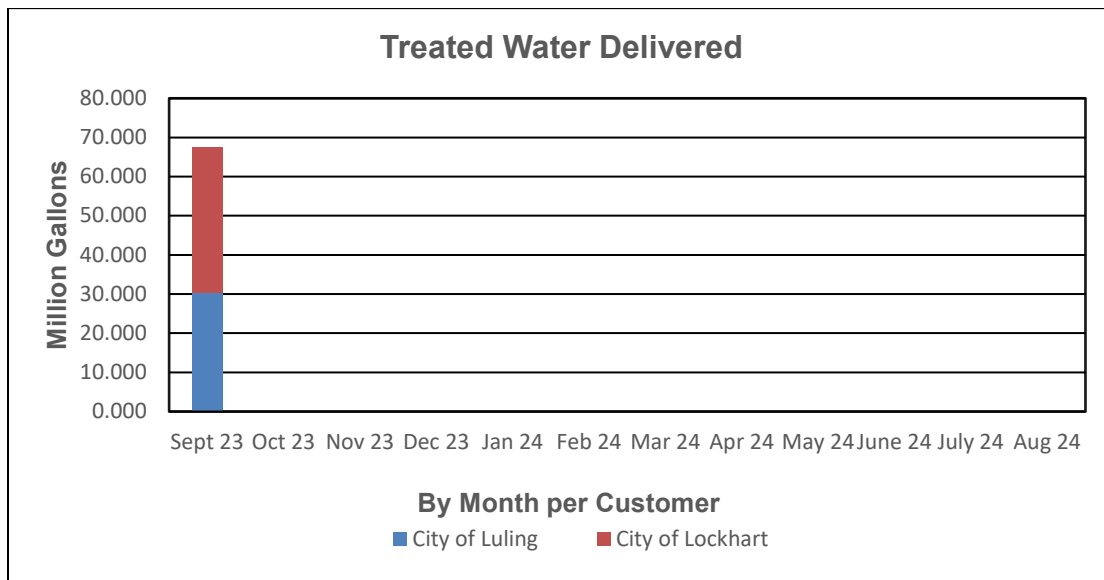 Treated Water Delivered
Million Gallons
80.000
70.000
60.000
50.000
40.000
30.000
20.000
10.000
0.000
Sept 23 Oct 23 Nov 23 Dec 23 Jan 24 Feb 24 Mar 24 Apr 24 May 24 June 24 July 24 Aug 24
By Month per Customer
City of Luling City of Lockhart